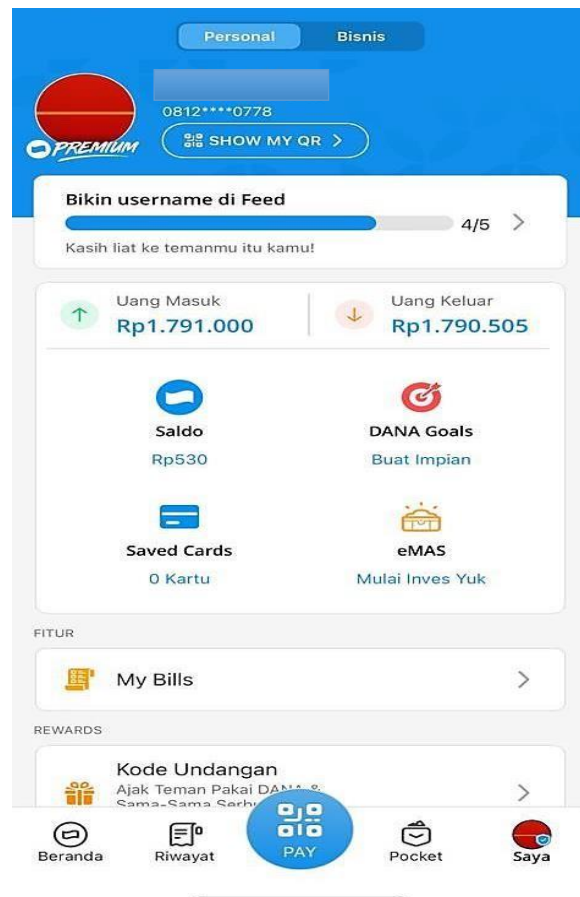 Personal Bisnis
0812****0778
PREMIUM
SHOW MY QR >
Bikin username di Feed
4/5
Kasih liat ke temanmu itu kamu!
Uang Masuk Uang Keluar
Rp1.791.000 Rp1.790.505
Saldo DANA Goals
Rp530 Buat Impian
Saved Cards eMAS
0 Kartu Mulai Inves Yuk
FITUR
My Bills
REWARDS
Kode Undangan
Ajak Teman Pakai DANA &
Sama-Sama
PAY
Beranda Riwayat Pocket Saya